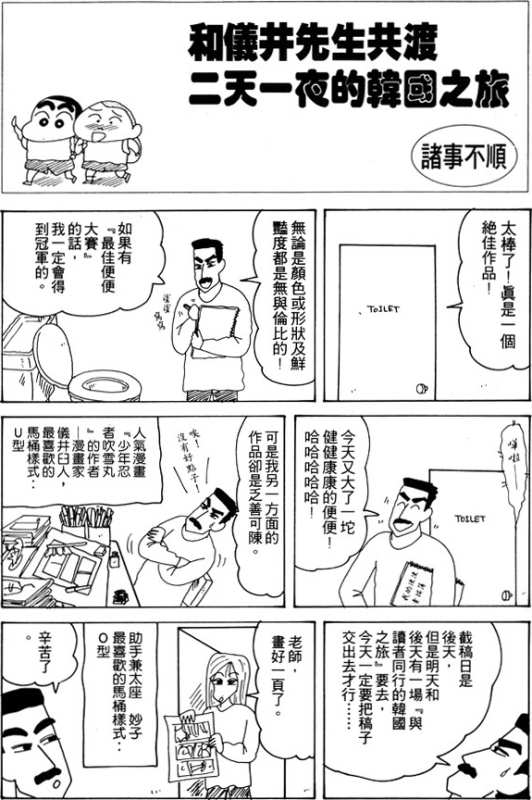 和儀井先生共渡
二天一夜的韓國之旅
諸事不順
太棒了！真是一個
絕佳作品！
TOILET
無論是顏色或形狀及鮮
豔度都是無與倫比的！
如果有
『最佳便便
大賽』
的話，
我一定會得
到冠軍的。
今天又大了一坨
健健康康的便便！
哈哈哈哈哈！
TOILET
可是我另一方面的
作品卻是乏善可陳。
唉！
沒有好點子
人氣漫畫
『少年忍
者吹雪丸
』的作者
—漫畫家
儀井臼人，
最喜歡的
馬桶樣式：
U型
截稿日是
後天，
但是明天和
後天有一場『與
讀者同行的韓國
之旅』要去，
今天一定要把稿子
交出去才行……
老師，
畫好一頁了。
助手兼太座 妙子
最喜歡的馬桶樣式：
O型
辛苦了